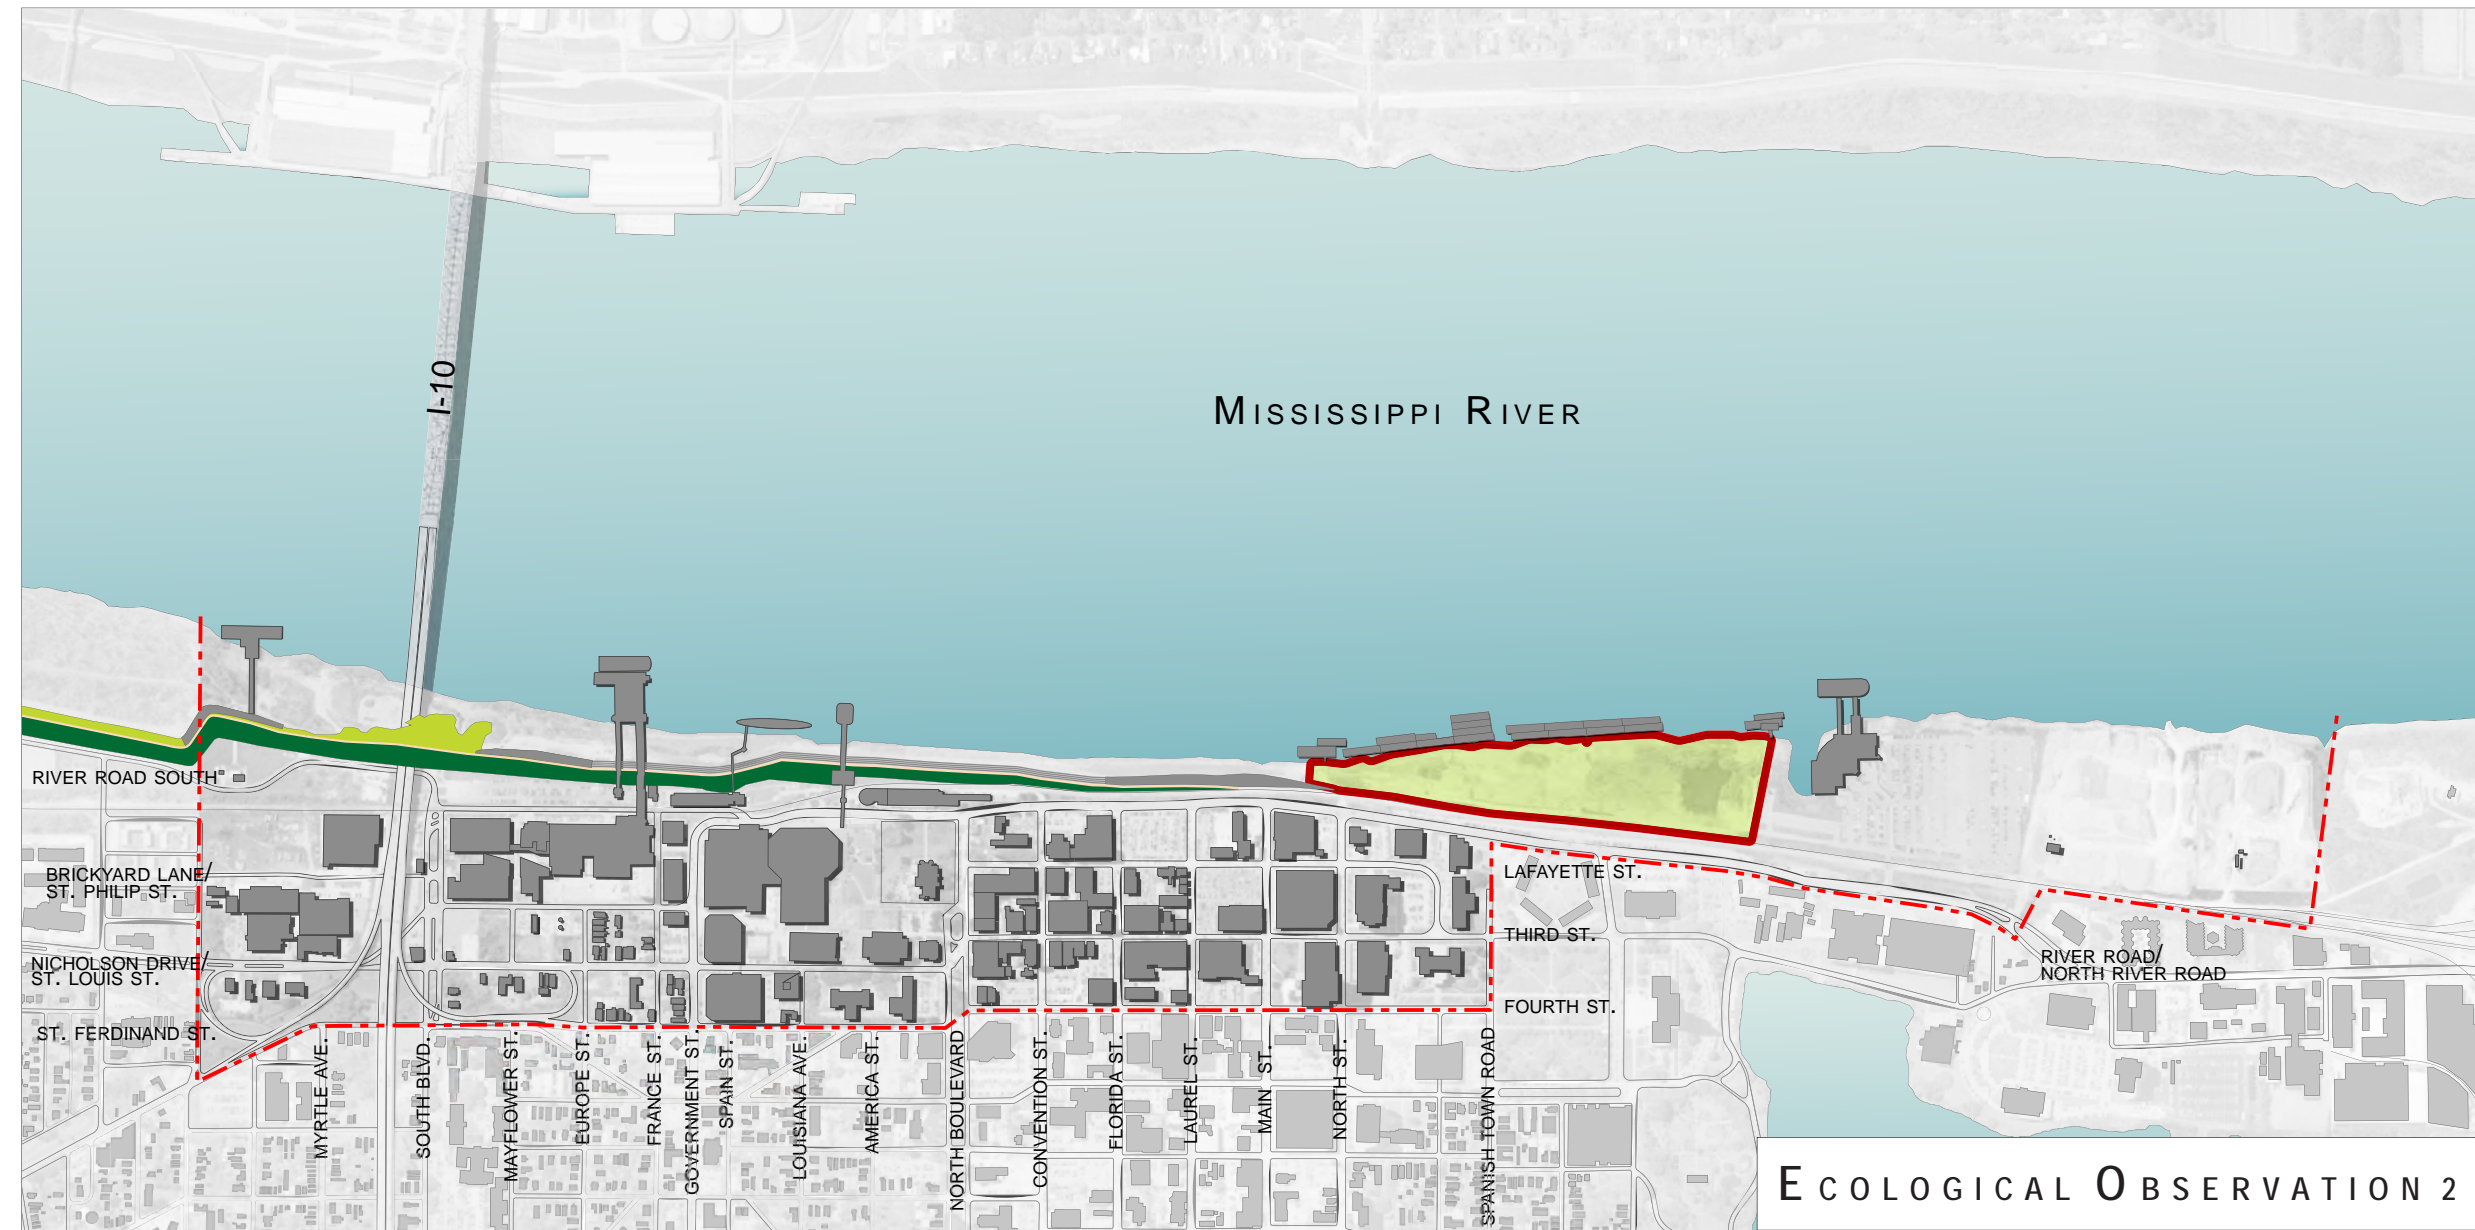 I-10
MISSISSIPPI RIVER
RIVER ROAD SOUTH
BRICKYARD LANE/
ST. PHILIP ST.
NICHOLSON DRIVE/
ST. LOUIS ST.
ST. FERDINAND ST.
LAFAYETTE ST.
THIRD ST.
FOURTH ST.
RIVER ROAD/
NORTH RIVER ROAD
MYRTLE AVE.
SOUTH BLVD.
MAYFLOWER ST.
EUROPE ST.
FRANCE ST.
GOVERNMENT ST.
SPAIN ST.
LOUISIANA AVE.
AMERICA ST.
NORTH BOULEVARD
CONVENTION ST.
FLORIDA ST.
LAUREL ST.
MAIN ST.
NORTH ST.
SPANISH TOWN ROAD
ECOLOGICAL OBSERVATION 2